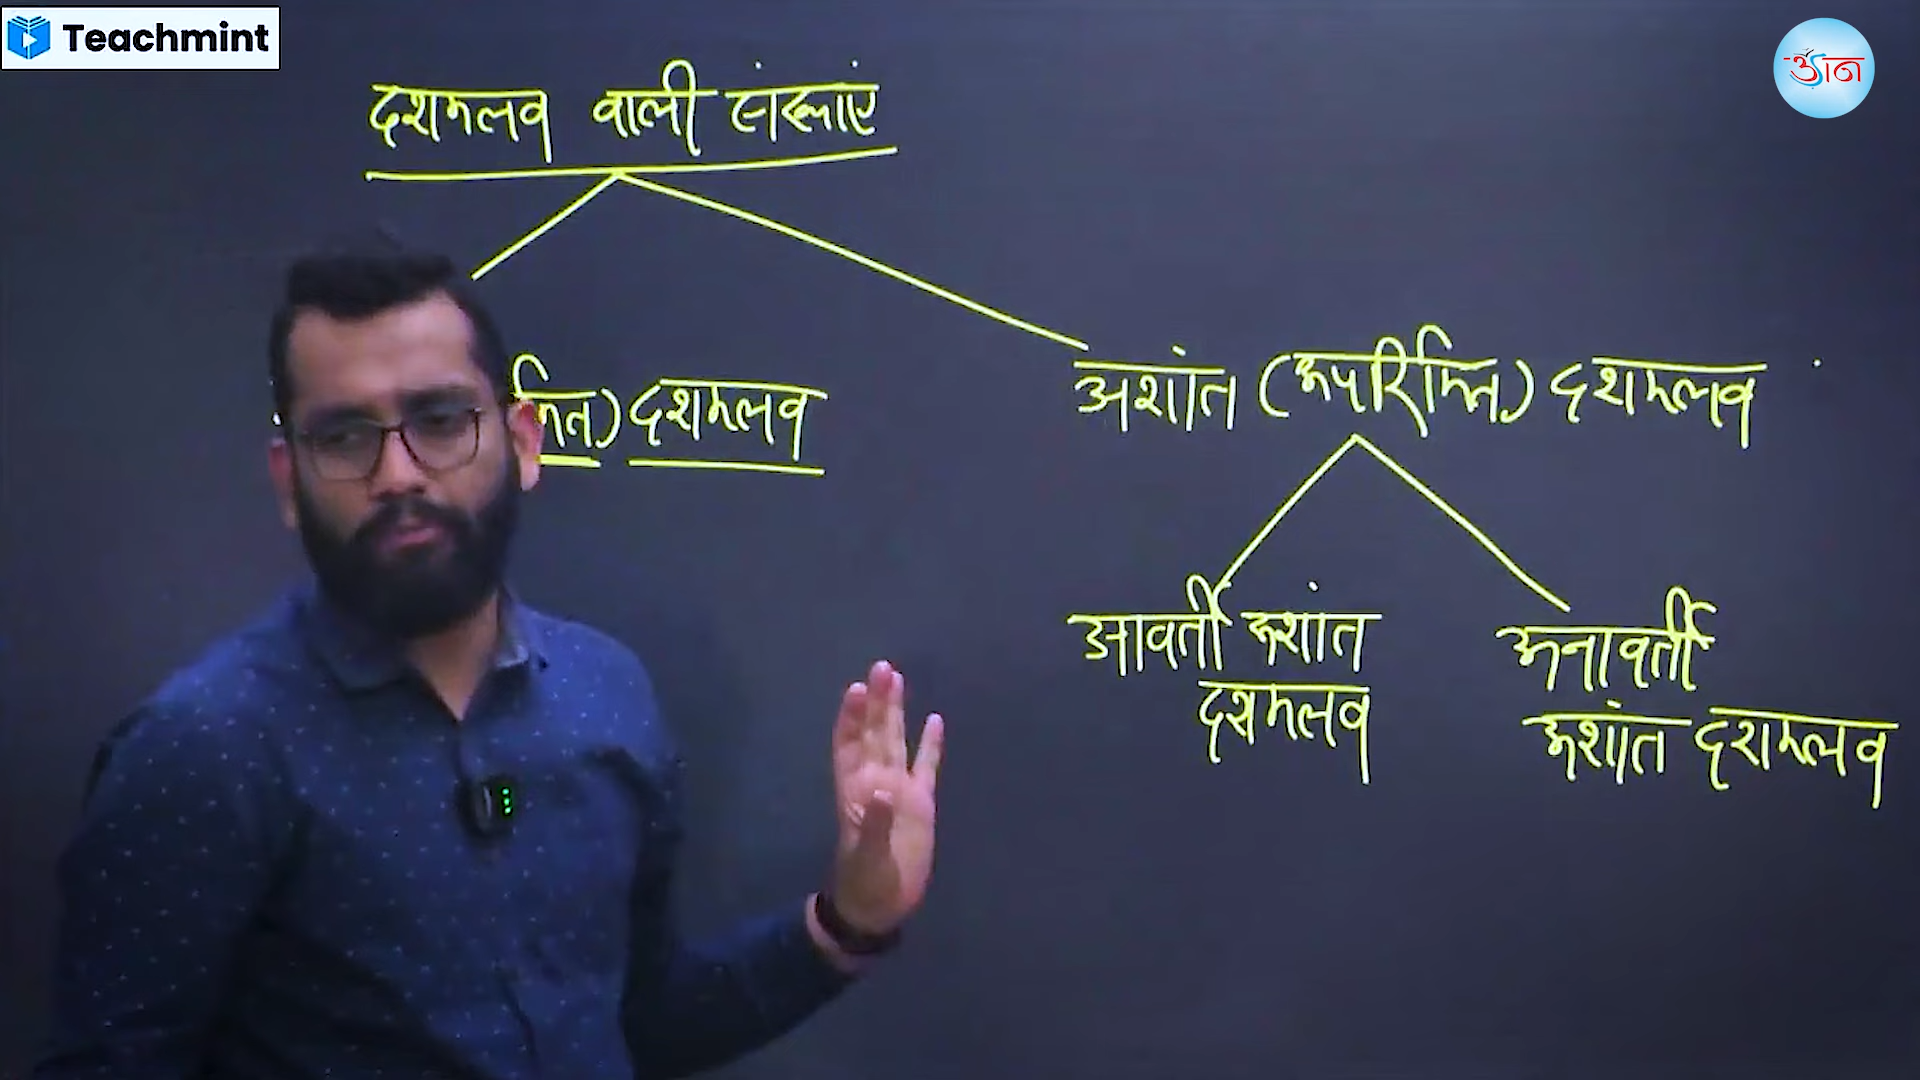 Teachmint
दशमलव वाली संख्याएं
दशमलव
अशांत (अपरिमित) दशमलव
आवर्ती अशांत
दशमलव
अनावर्ती
अशांत दशमलव